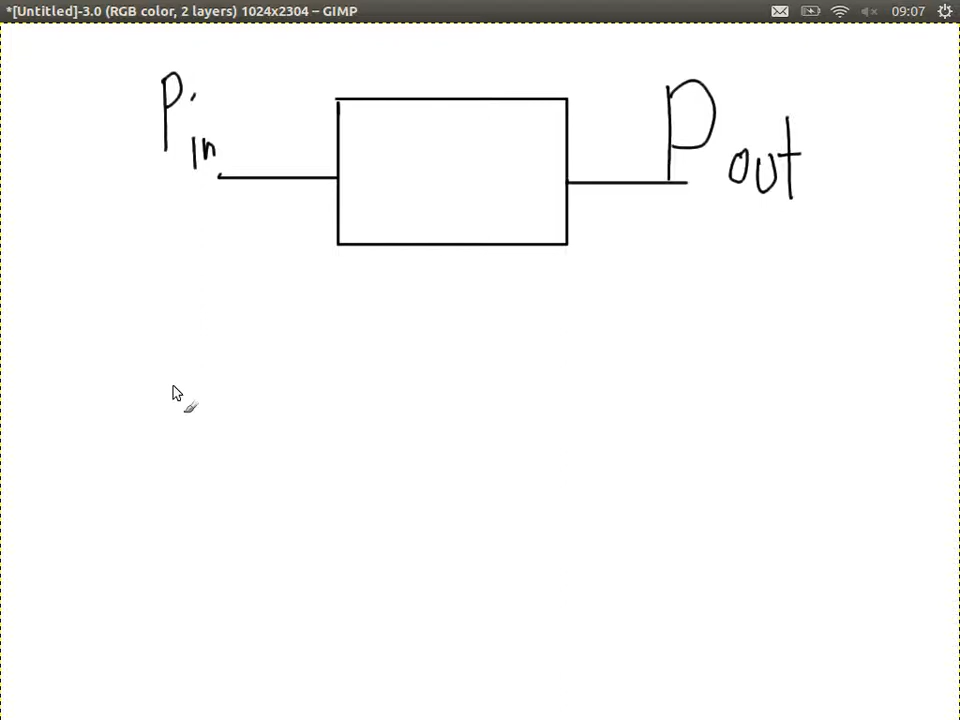 *[Untitled]-3.0 (RGB color, 2 layers) 1024x2304 – GIMP 09:07
Pin Pout